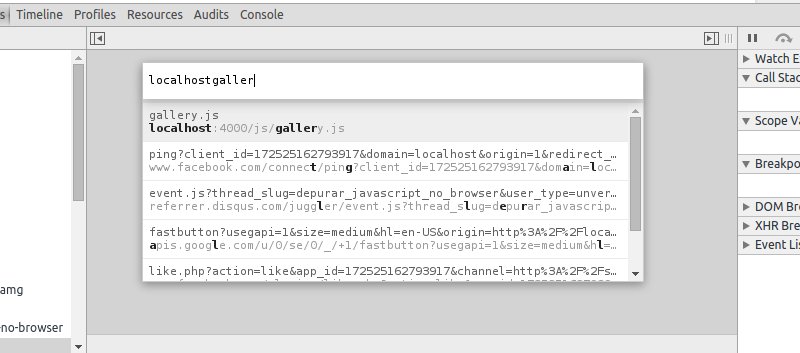 s Timeline Profiles Resources Audits Console
localhostgaller
gallery.js
localhost:4000/js/gallery.js
ping?client_id=172525162793917&domain=localhost&origin=1&redirect_…
www.facebook.com/connect/ping?client_id=172525162793917&domain=loc…
event.js?thread_slug=depurar_javascript_no_browser&user_type=unver…
referrer.disqus.com/juggler/event.js?thread_slug=depurar_javascrip…
fastbutton?usegapi=1&size=medium&hl=en-US&origin=http%3A%2F%2Floca…
apis.google.com/u/0/se/0/_/+1/fastbutton?usegapi=1&size=medium&hl=…
like.php?action=like&app_id=172525162793917&channel=http%3A%2F%2Fs…
Watch Ex
Call Stac
Scope Va
Breakpo
DOM Brea
XHR Brea
Event Lis
amg
-no-browser